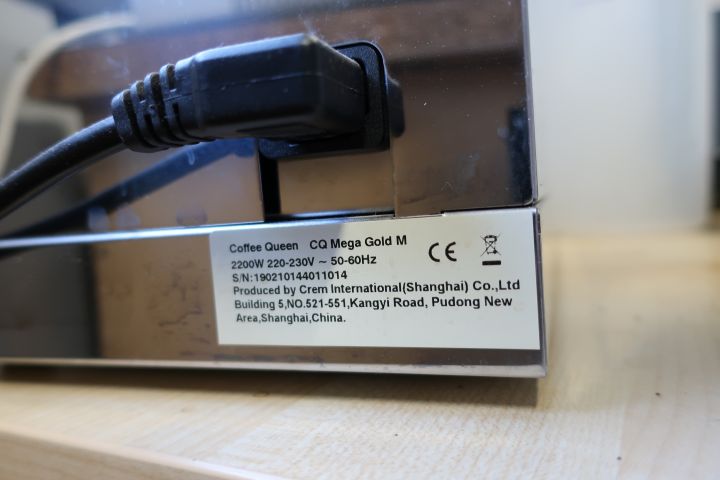 Coffee Queen CQ Mega Gold M
2200W 220-230V ~ 50-60Hz
S/N:190210144011014
Produced by Crem International(Shanghai) Co.,Ltd
Building 5,NO.521-551,Kangyi Road, Pudong New
Area,Shanghai,China.
CE